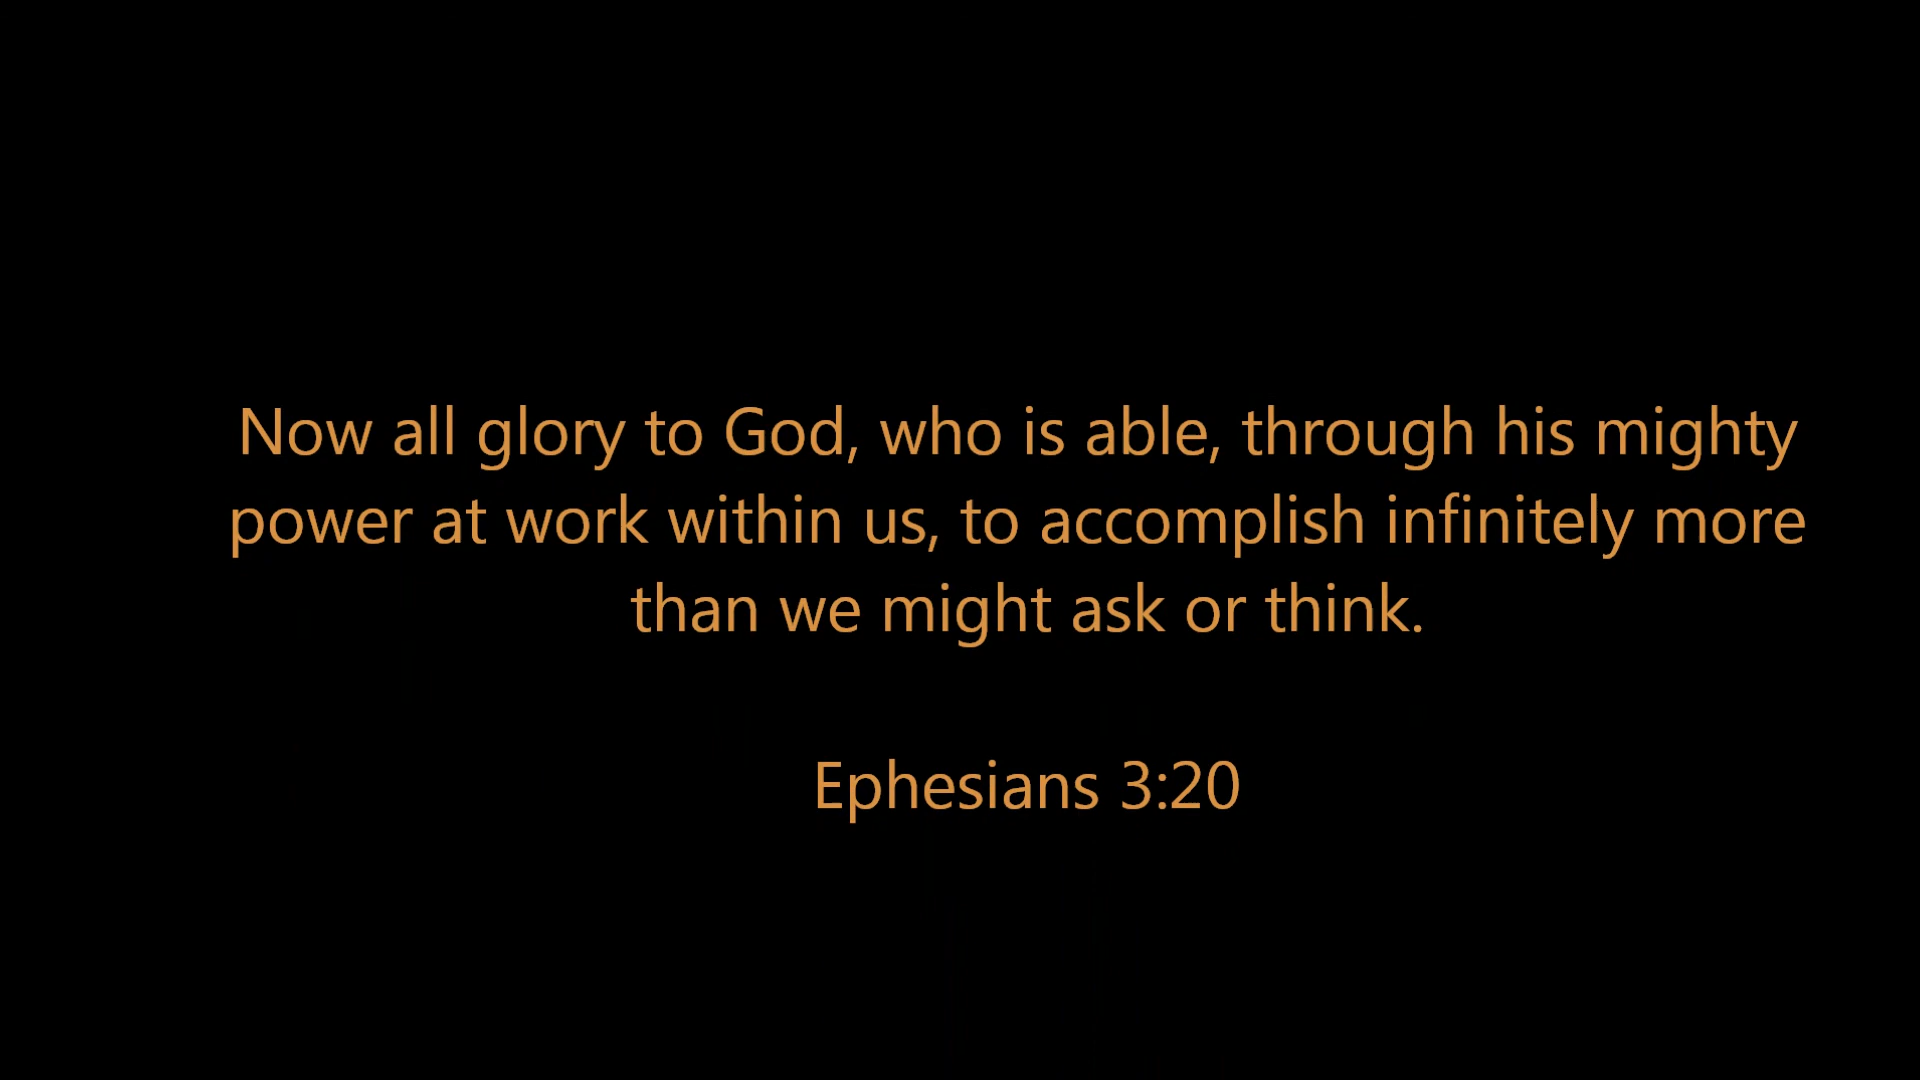 Now all glory to God, who is able, through his mighty
power at work within us, to accomplish infinitely more
than we might ask or think.
Ephesians 3:20